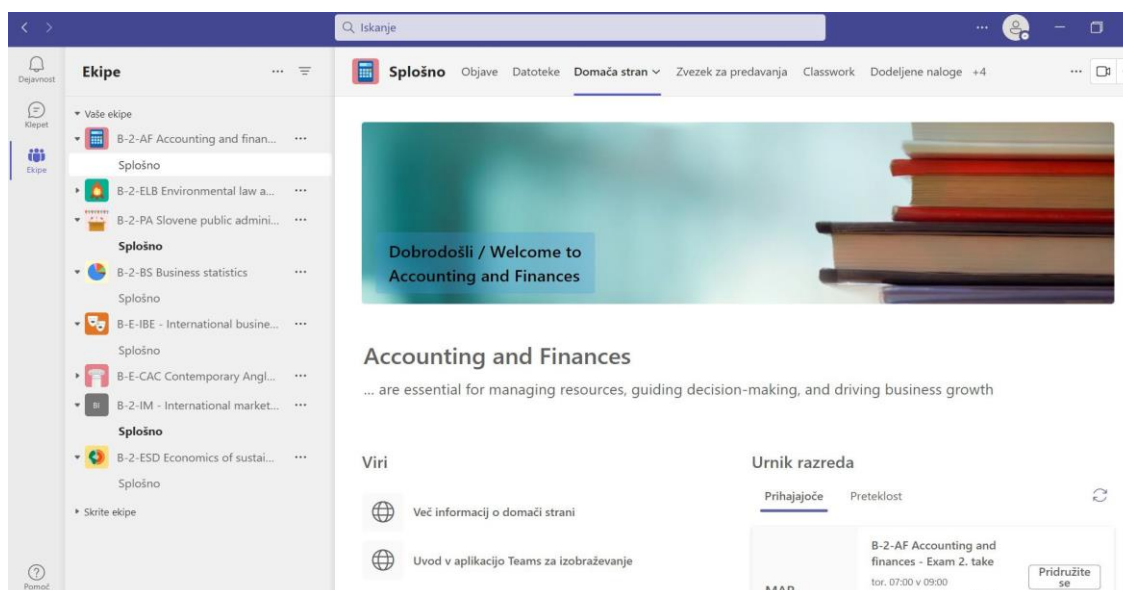 Iskanje
Dejavnost
Klepet
Ekipe
Pomoč
Ekipe
Vaše ekipe
B-2-AF Accounting and finan...
Splošno
B-2-ELB Environmental law a...
B-2-PA Slovene public admini...
Splošno
B-2-BS Business statistics
Splošno
B-E-IBE - International busine...
Splošno
B-E-CAC Contemporary Angl...
BI
B-2-IM - International market...
Splošno
B-2-ESD Economics of sustai...
Splošno
Skrite ekipe
Splošno Objave Datoteke Domača stran Zvezek za predavanja Classwork Dodeljene naloge +4
Dobrodošli / Welcome to
Accounting and Finances
Accounting and Finances
... are essential for managing resources, guiding decision-making, and driving business growth
Viri
Več informacij o domači strani
Uvod v aplikacijo Teams za izobraževanje
Urnik razreda
Prihajajoče Preteklost
MAR
B-2-AF Accounting and
finances - Exam 2. take
tor. 07:00 v 09:00
Pridružite
se